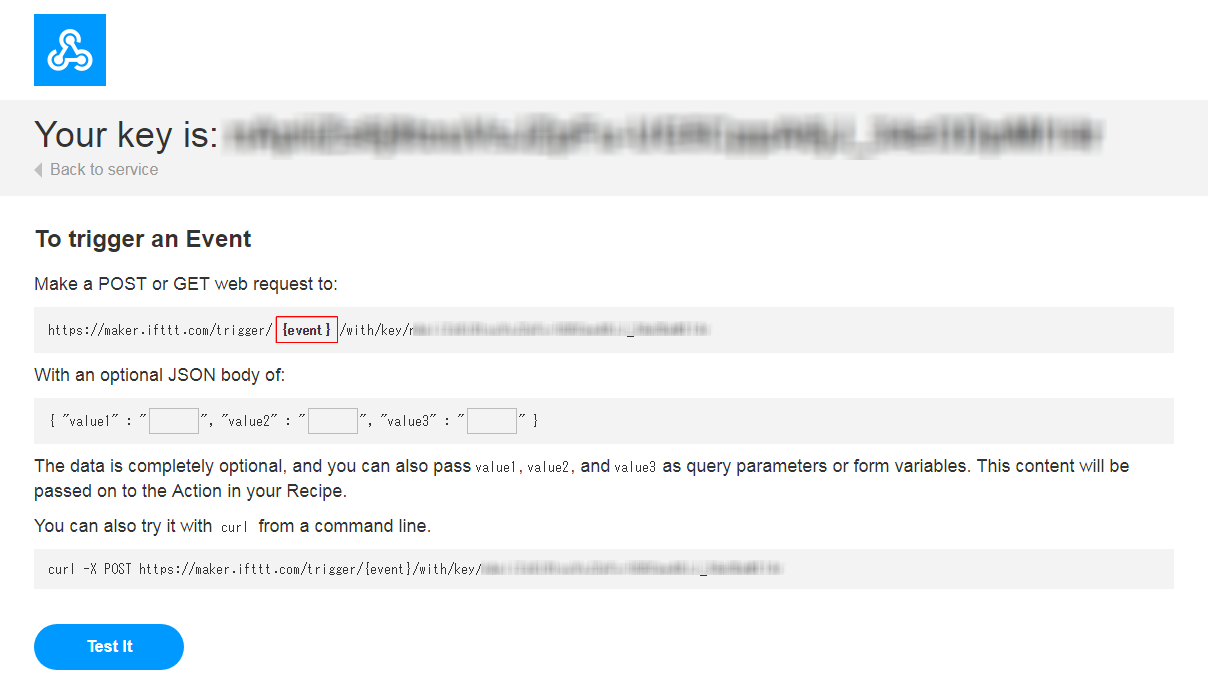 Your key is:
Back to service
To trigger an Event
Make a POST or GET web request to:
https://maker.ifttt.com/trigger/ {event} /with/key/
With an optional JSON body of:
{ "value1" : "", "value2" : "", "value3" : "" }
The data is completely optional, and you can also pass value1, value2, and value3 as query parameters or form variables. This content will be
passed on to the Action in your Recipe.
You can also try it with curl from a command line.
curl -X POST https://maker.ifttt.com/trigger/{event}/with/key/
Test It